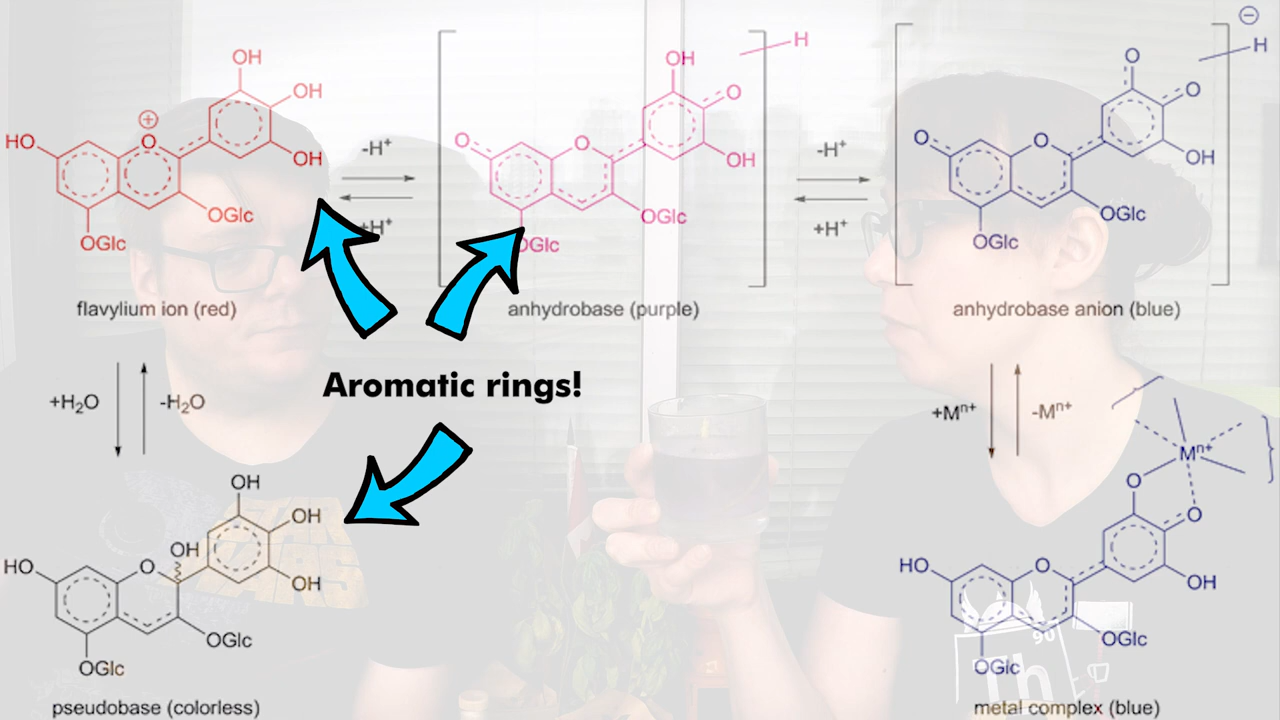 OH
OH
HO
O
⊕
OH
OGlc
OGlc
flavylium ion (red)
-H⁺
+H⁺
H
OH
O
O
O
OH
OGlc
OGlc
anhydrobase (purple)
-H⁺
+H⁺
⊖
H
O
O
O
O
OH
OGlc
OGlc
anhydrobase anion (blue)
Aromatic rings!
+H₂O
-H₂O
+Mⁿ⁺
-Mⁿ⁺
OH
OH
OH
HO
O
OH
OGlc
OGlc
pseudobase (colorless)
Mⁿ⁺
O
O
HO
O
OH
OGlc
OGlc
metal complex (blue)
STAR
WARS
90
Th